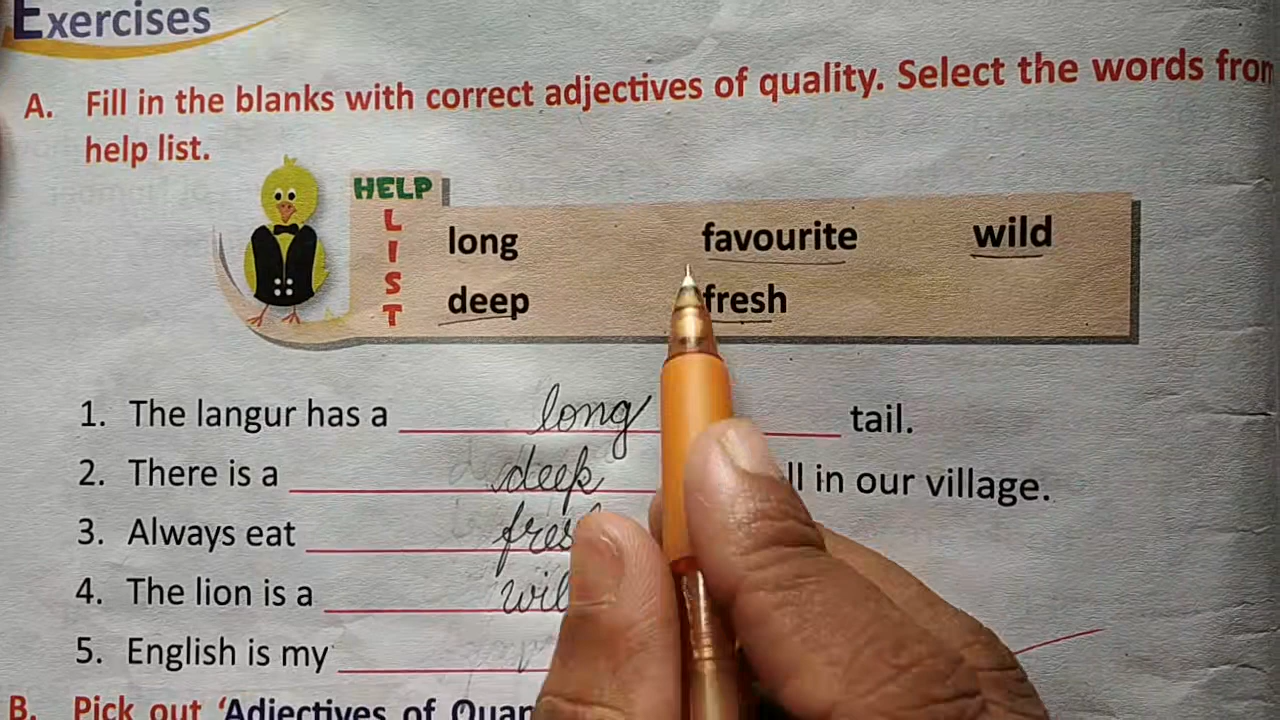 Exercises
A. Fill in the blanks with correct adjectives of quality. Select the words from
help list.
HELP
LIST
long favourite wild
deep fresh
1. The langur has a long tail.
2. There is a deep in our village.
3. Always eat
4. The lion is a
5. English is my
B. Pick out 'Adjectives of